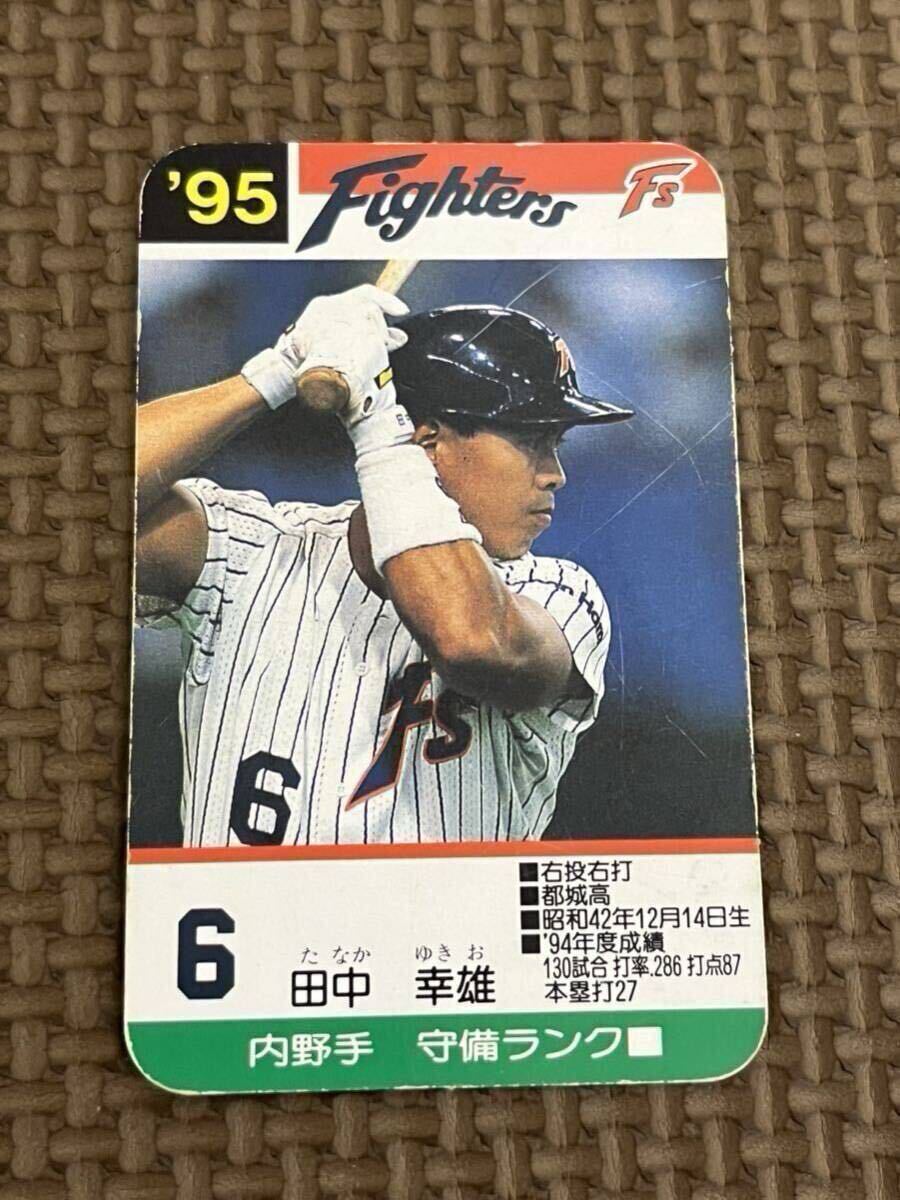 '95 Fighters Fs
Fs
6
6
たなか ゆきお
田中 幸雄
■右投右打
■都城高
■昭和42年12月14日生
■'94年度成績
130試合 打率.286 打点87
本塁打27
内野手 守備ランク